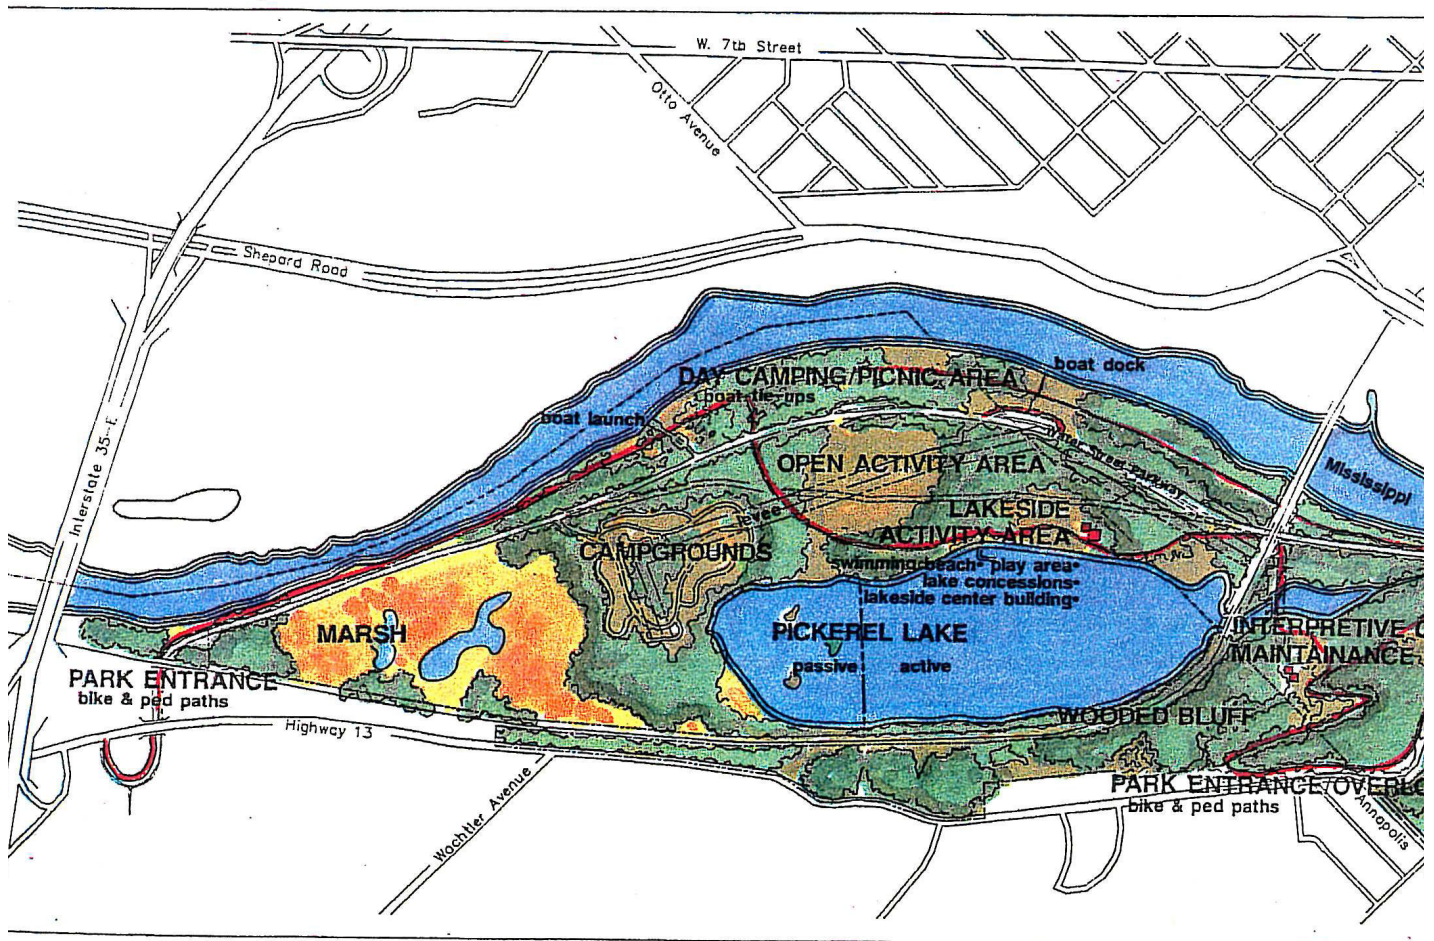 W. 7th Street
Otto Avenue
Shepard Road
Interstate 35-E
boat dock
DAY CAMPING/PICNIC AREA
boat tie-ups
boat launch
Water Street Parkway
OPEN ACTIVITY AREA
Mississippi
levee
LAKESIDE
ACTIVITY AREA
CAMPGROUNDS
swimming beach• play area•
lake concessions•
lakeside center building•
MARSH
PICKEREL LAKE
passive
active
INTERPRETIVE C
MAINTAINANCE
PARK ENTRANCE
bike & ped paths
WOODED BLUFF
Highway 13
PARK ENTRANCE/OVERLO
bike & ped paths
Annapolis
Wachtler Avenue